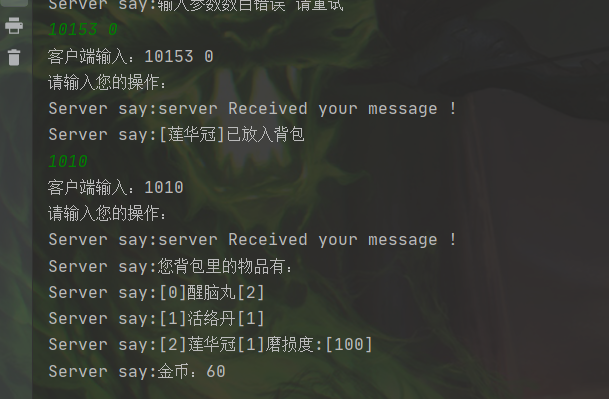 Server say:输入参数数目错误 请重试
10153 0
客户端输入：10153 0
请输入您的操作：
Server say:server Received your message !
Server say:[莲华冠]已放入背包
1010
客户端输入：1010
请输入您的操作：
Server say:server Received your message !
Server say:您背包里的物品有：
Server say:[0]醒脑丸[2]
Server say:[1]活络丹[1]
Server say:[2]莲华冠[1]磨损度:[100]
Server say:金币：60